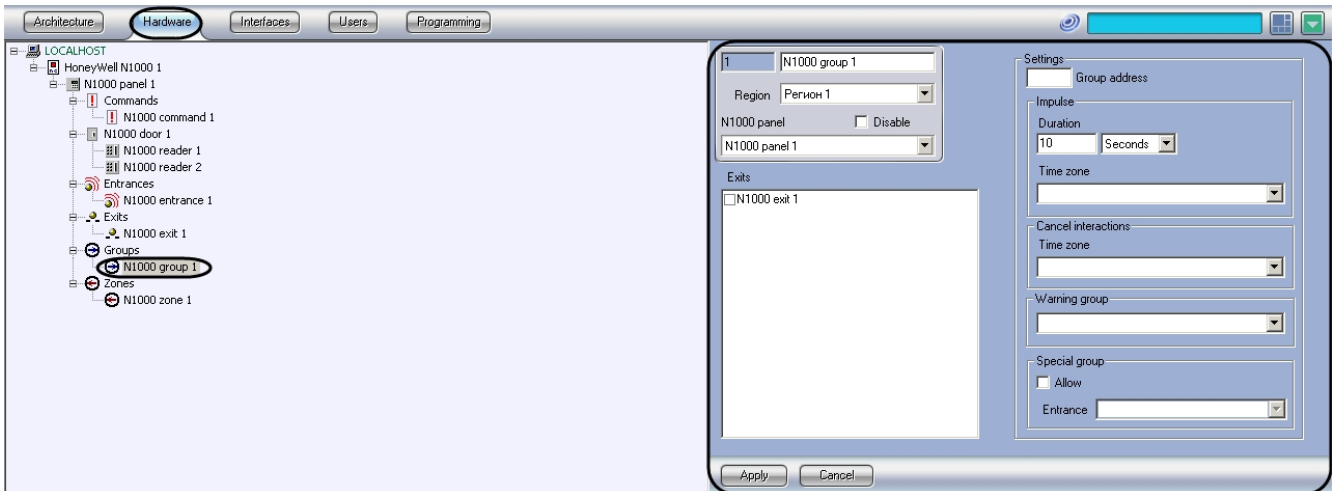 Architecture Hardware Interfaces Users Programming
LOCALHOST
HoneyWell N1000 1
N1000 panel 1
Commands
N1000 command 1
N1000 door 1
N1000 reader 1
N1000 reader 2
Entrances
N1000 entrance 1
Exits
N1000 exit 1
Groups
N1000 group 1
Zones
N1000 zone 1
1 N1000 group 1
Region Регион 1
N1000 panel Disable
N1000 panel 1
Exits
N1000 exit 1
Settings
Group address
Impulse
Duration
10 Seconds
Time zone
Cancel interactions
Time zone
Warning group
Special group
Allow
Entrance
Apply Cancel